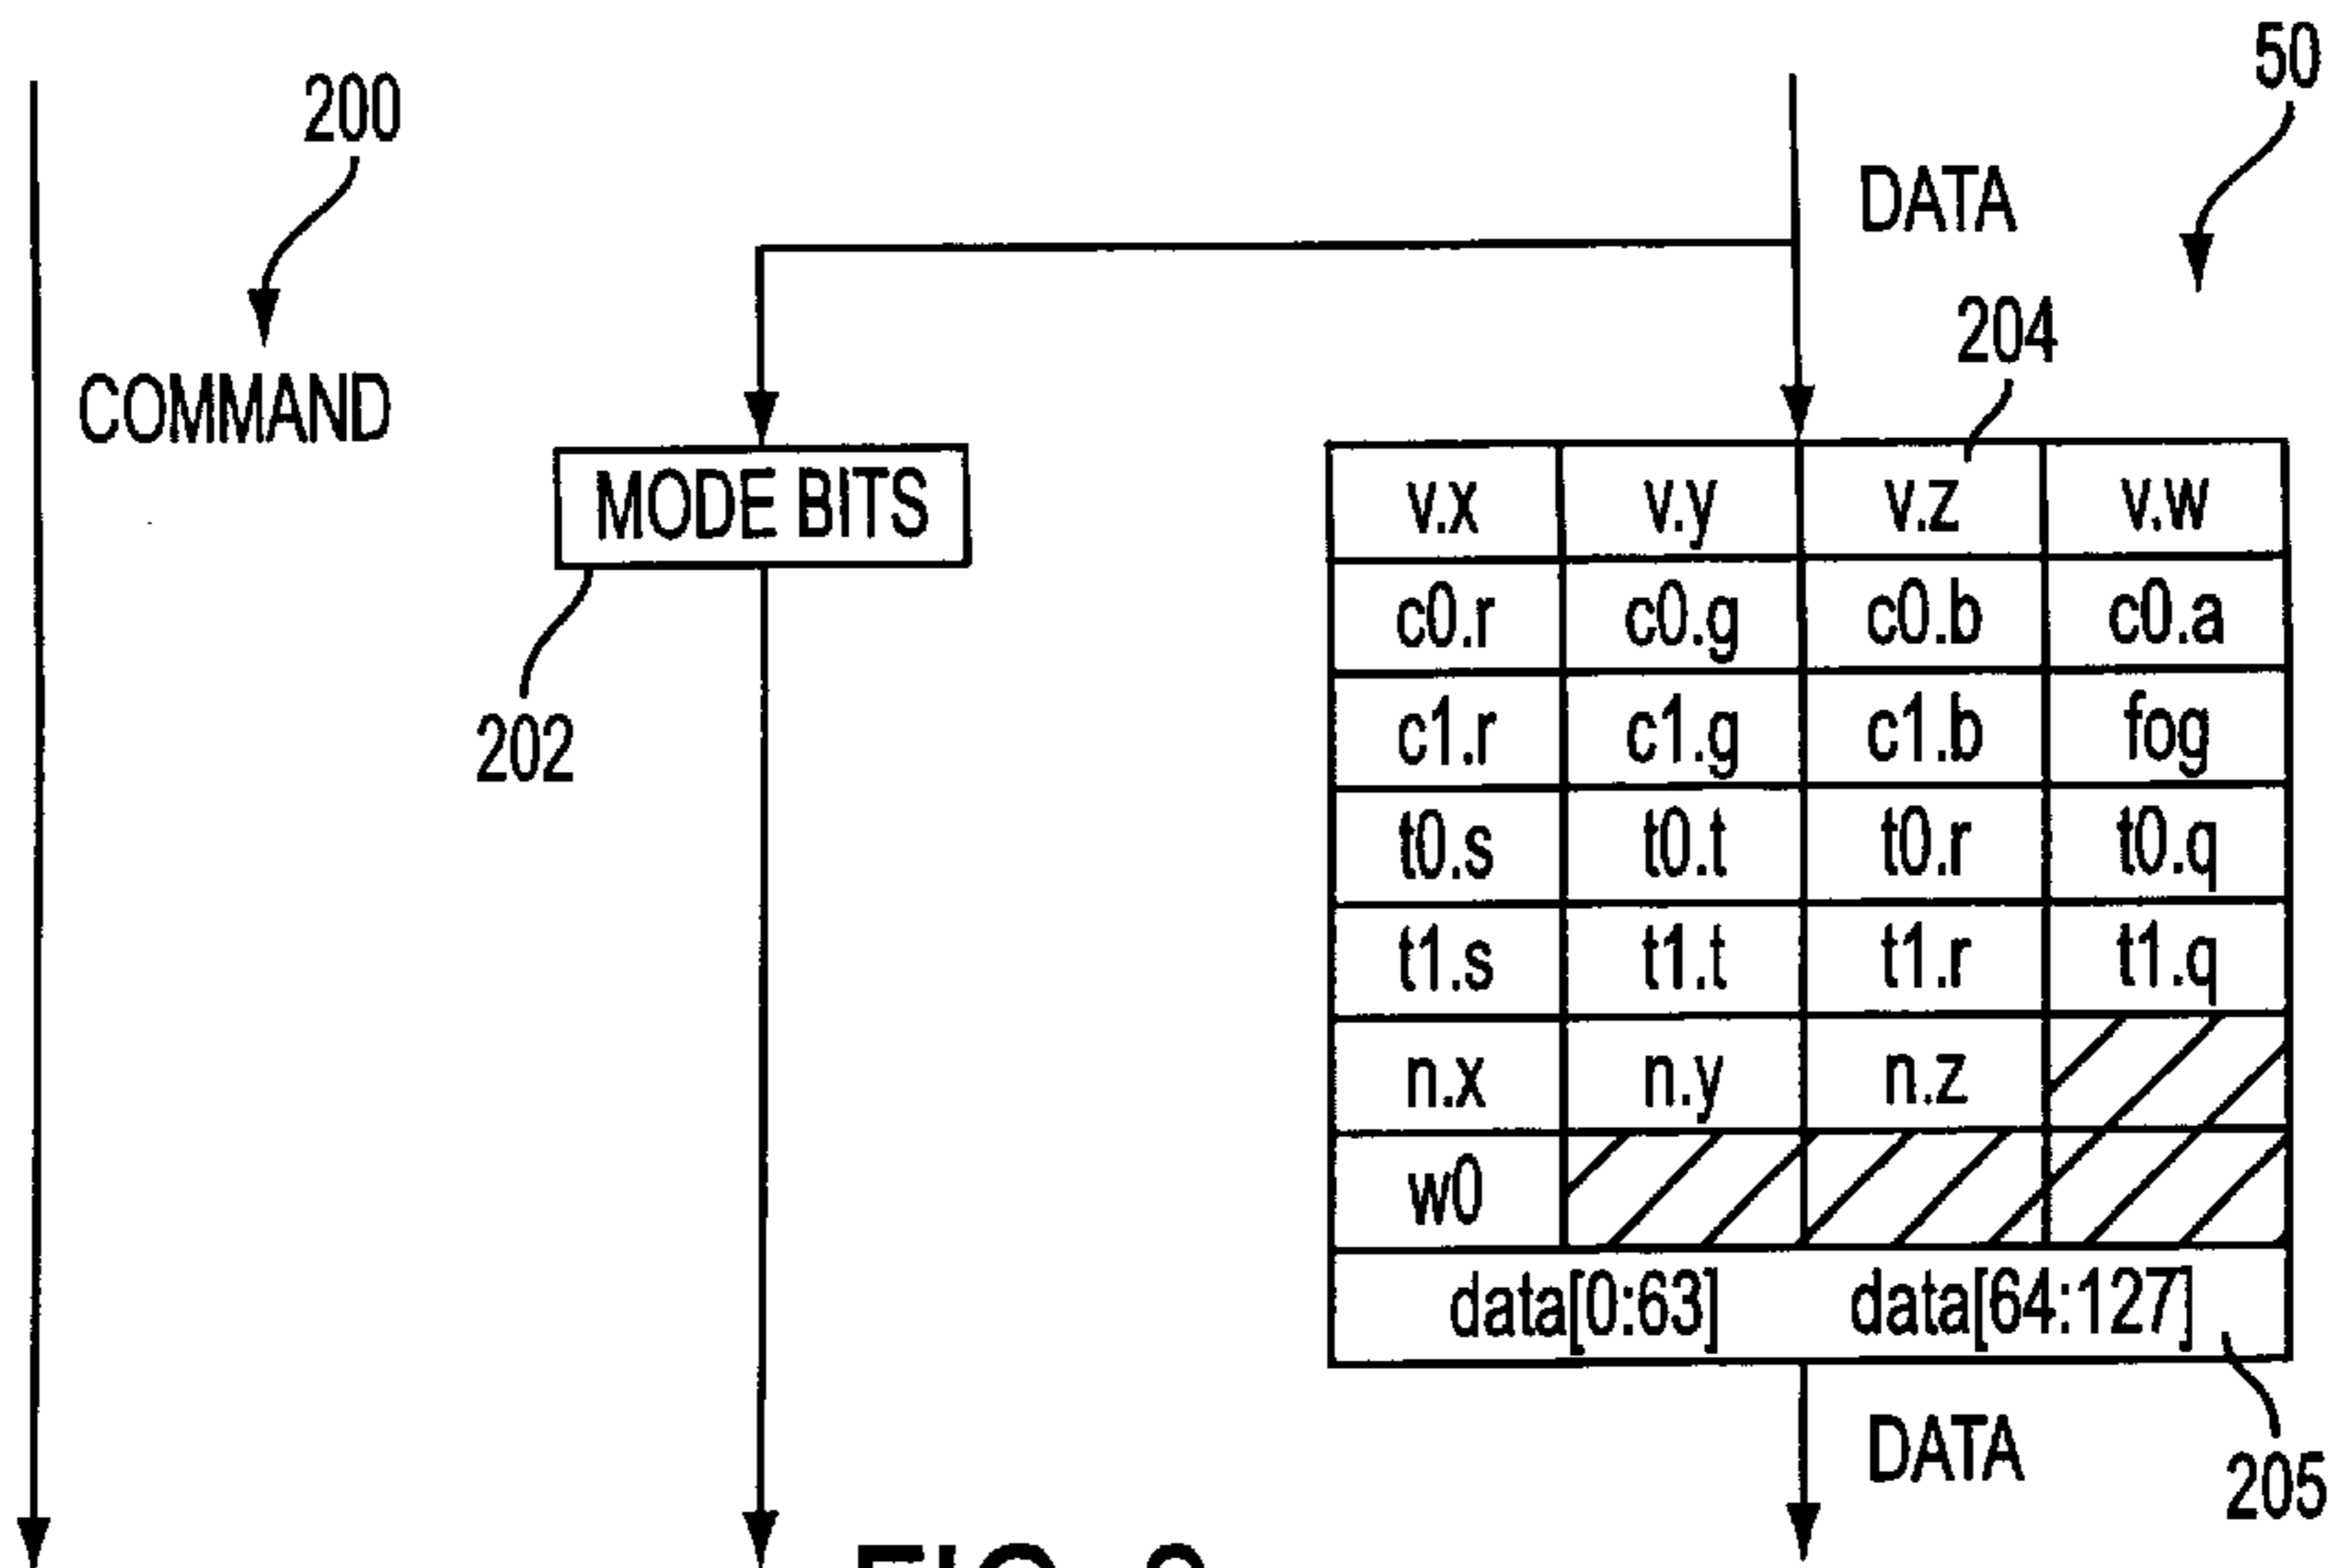 50
200
DATA
204
COMMAND
MODE BITS
202
v.x v.y v.z v.w
c0.r c0.g c0.b c0.a
c1.r c1.g c1.b fog
t0.s t0.t t0.r t0.q
t1.s t1.t t1.r t1.q
n.x n.y n.z
w0
data[0:63] data[64:127]
DATA
205